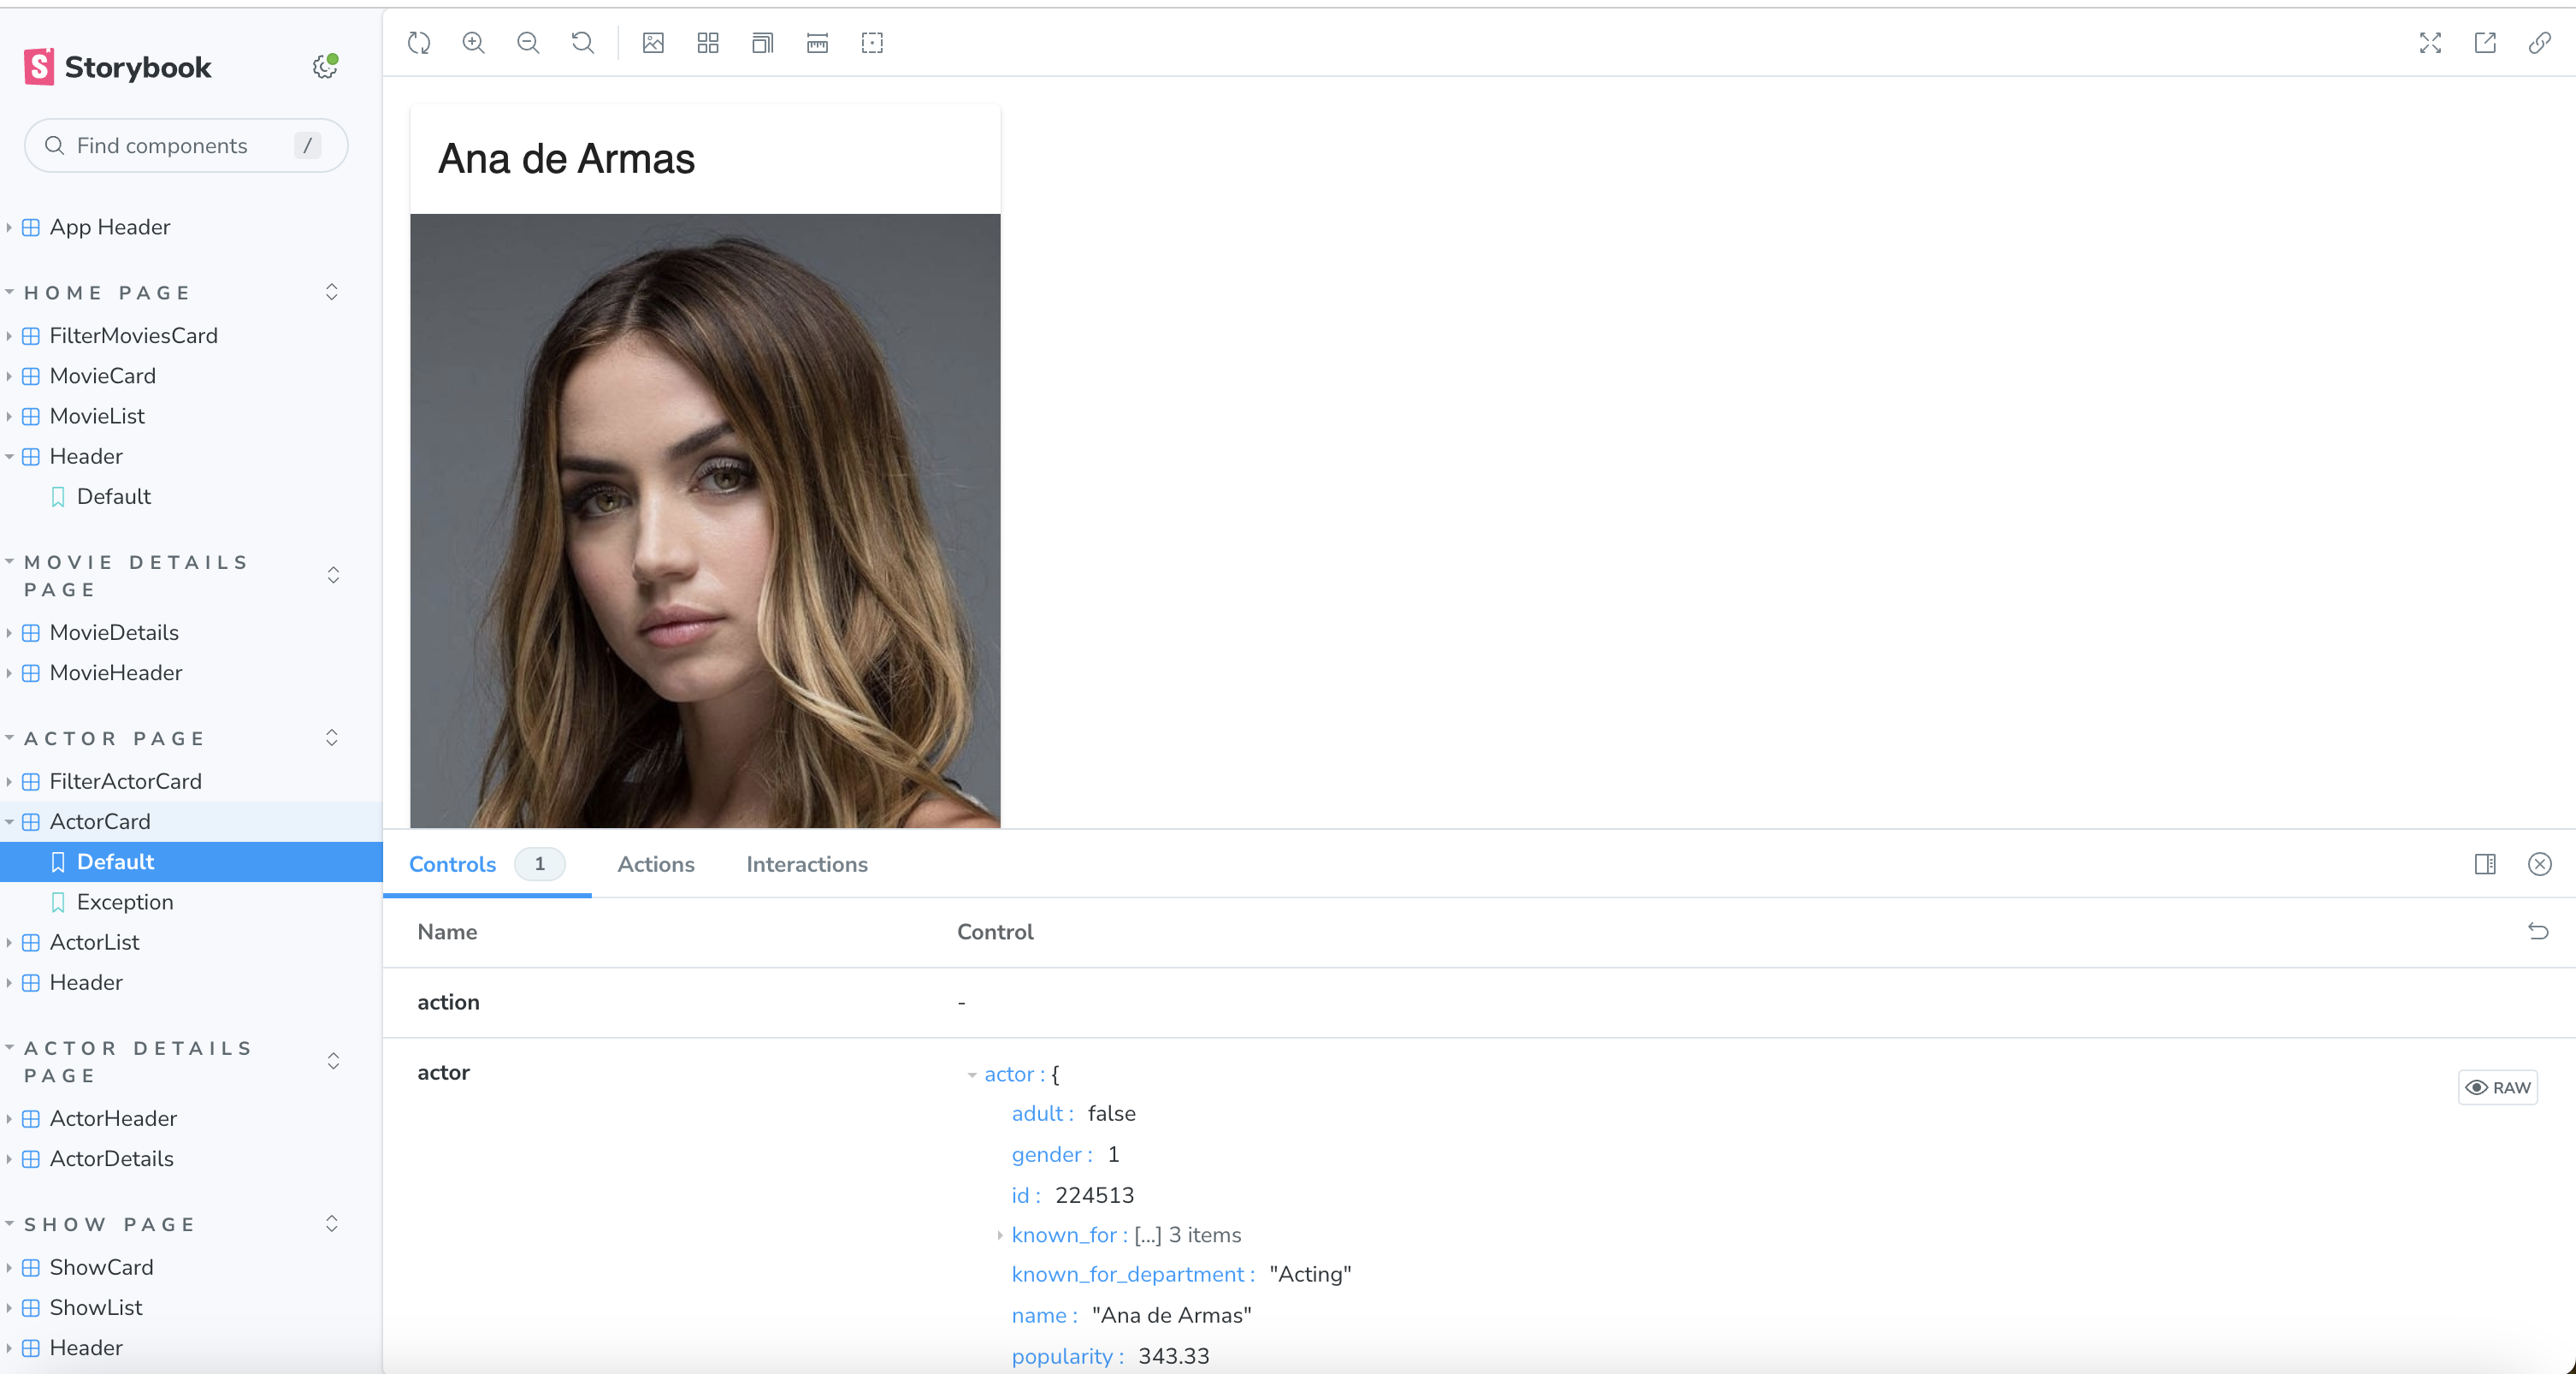 Storybook
Find components /
App Header
HOME PAGE
FilterMoviesCard
MovieCard
MovieList
Header
Default
MOVIE DETAILS
PAGE
MovieDetails
MovieHeader
ACTOR PAGE
FilterActorCard
ActorCard
Default
Exception
ActorList
Header
ACTOR DETAILS
PAGE
ActorHeader
ActorDetails
SHOW PAGE
ShowCard
ShowList
Header
Ana de Armas
Controls 1 Actions Interactions
Name Control
action -
actor actor : {
RAW
adult : false
gender : 1
id : 224513
known_for : [...] 3 items
known_for_department : "Acting"
name : "Ana de Armas"
popularity : 343.33